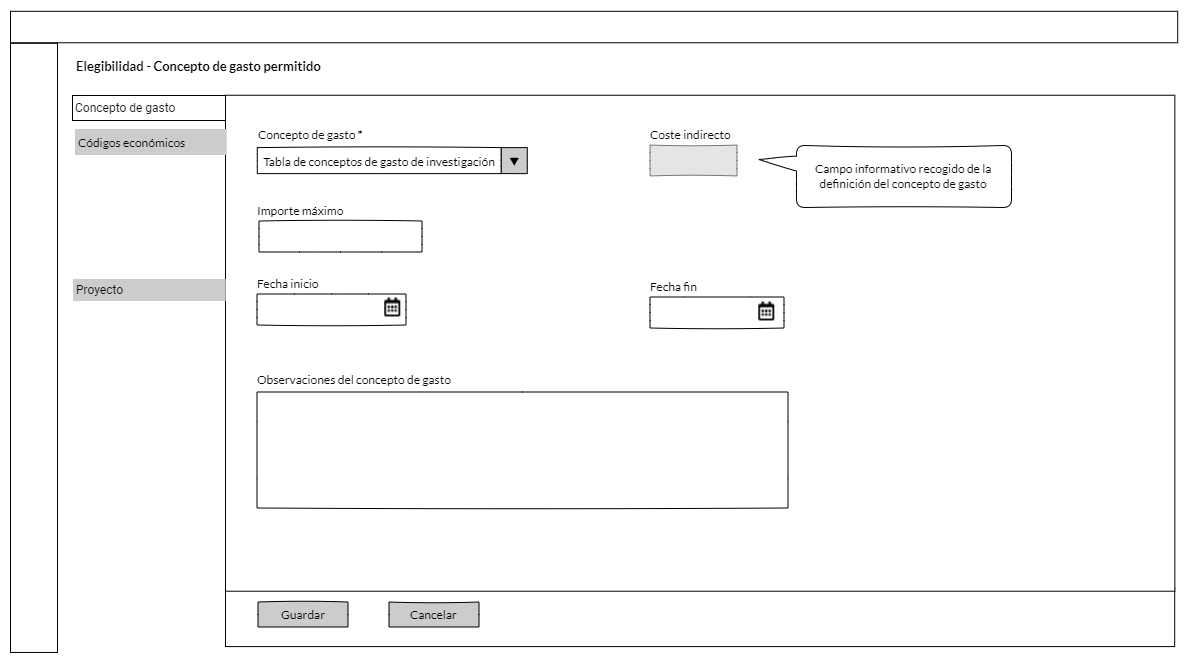 Elegibilidad - Concepto de gasto permitido
Concepto de gasto
Códigos económicos
Proyecto
Concepto de gasto *
Tabla de conceptos de gasto de investigación
Coste indirecto
Campo informativo recogido de la
definición del concepto de gasto
Importe máximo
Fecha inicio
Fecha fin
Observaciones del concepto de gasto
Guardar
Cancelar